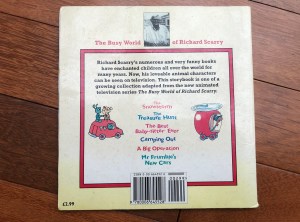 The Busy World of Richard Scarry
Richard Scarry's numerous and very funny books
have enchanted children all over the world for
many years. Now, his lovable animal characters
can be seen on television. This storybook is one of a
growing collection adapted from the new animated
television series The Busy World of Richard Scarry.
The
Snowstorm
The
Treasure Hunt
The Best
Baby-sitter Ever
Carrying Out
A Big Operation
Mr Frumble's
New Cars
£2.99